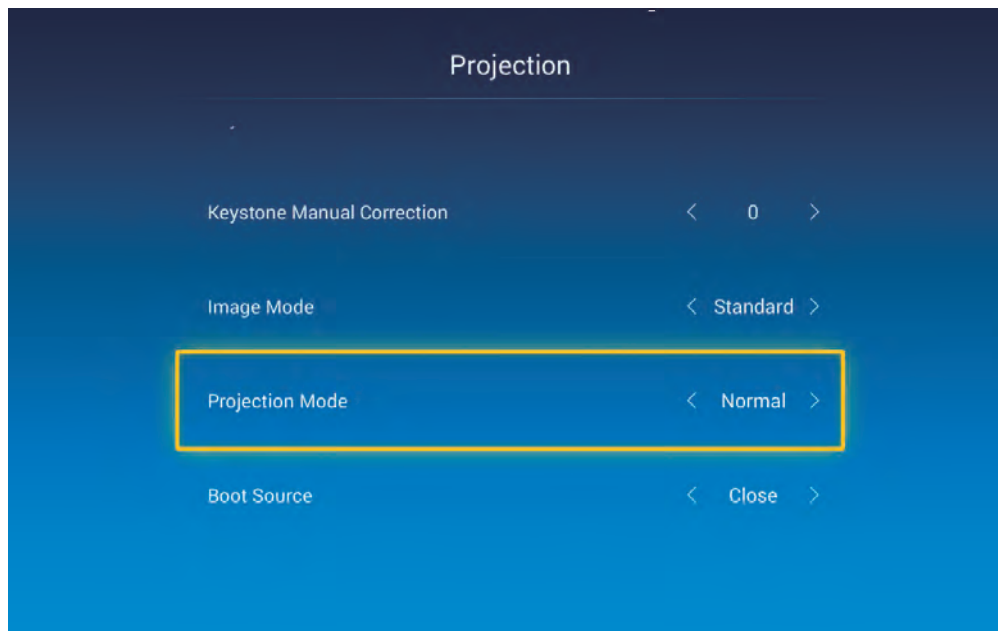 Projection
Keystone Manual Correction < 0 >
Image Mode < Standard >
Projection Mode < Normal >
Boot Source < Close >